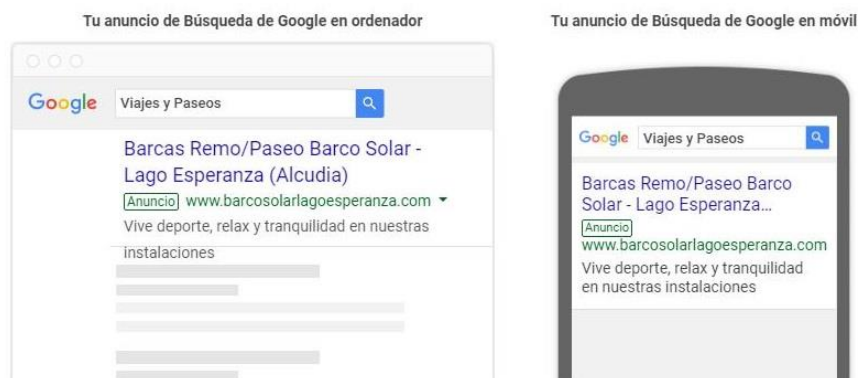 Tu anuncio de Búsqueda de Google en ordenador
Google Viajes y Paseos
Barcas Remo/Paseo Barco Solar -
Lago Esperanza (Alcudia)
Anuncio www.barcosolarlagoesperanza.com
Vive deporte, relax y tranquilidad en nuestras
instalaciones
Tu anuncio de Búsqueda de Google en móvil
Google Viajes y Paseos
Barcas Remo/Paseo Barco
Solar - Lago Esperanza...
Anuncio
www.barcosolarlagoesperanza.com
Vive deporte, relax y tranquilidad
en nuestras instalaciones